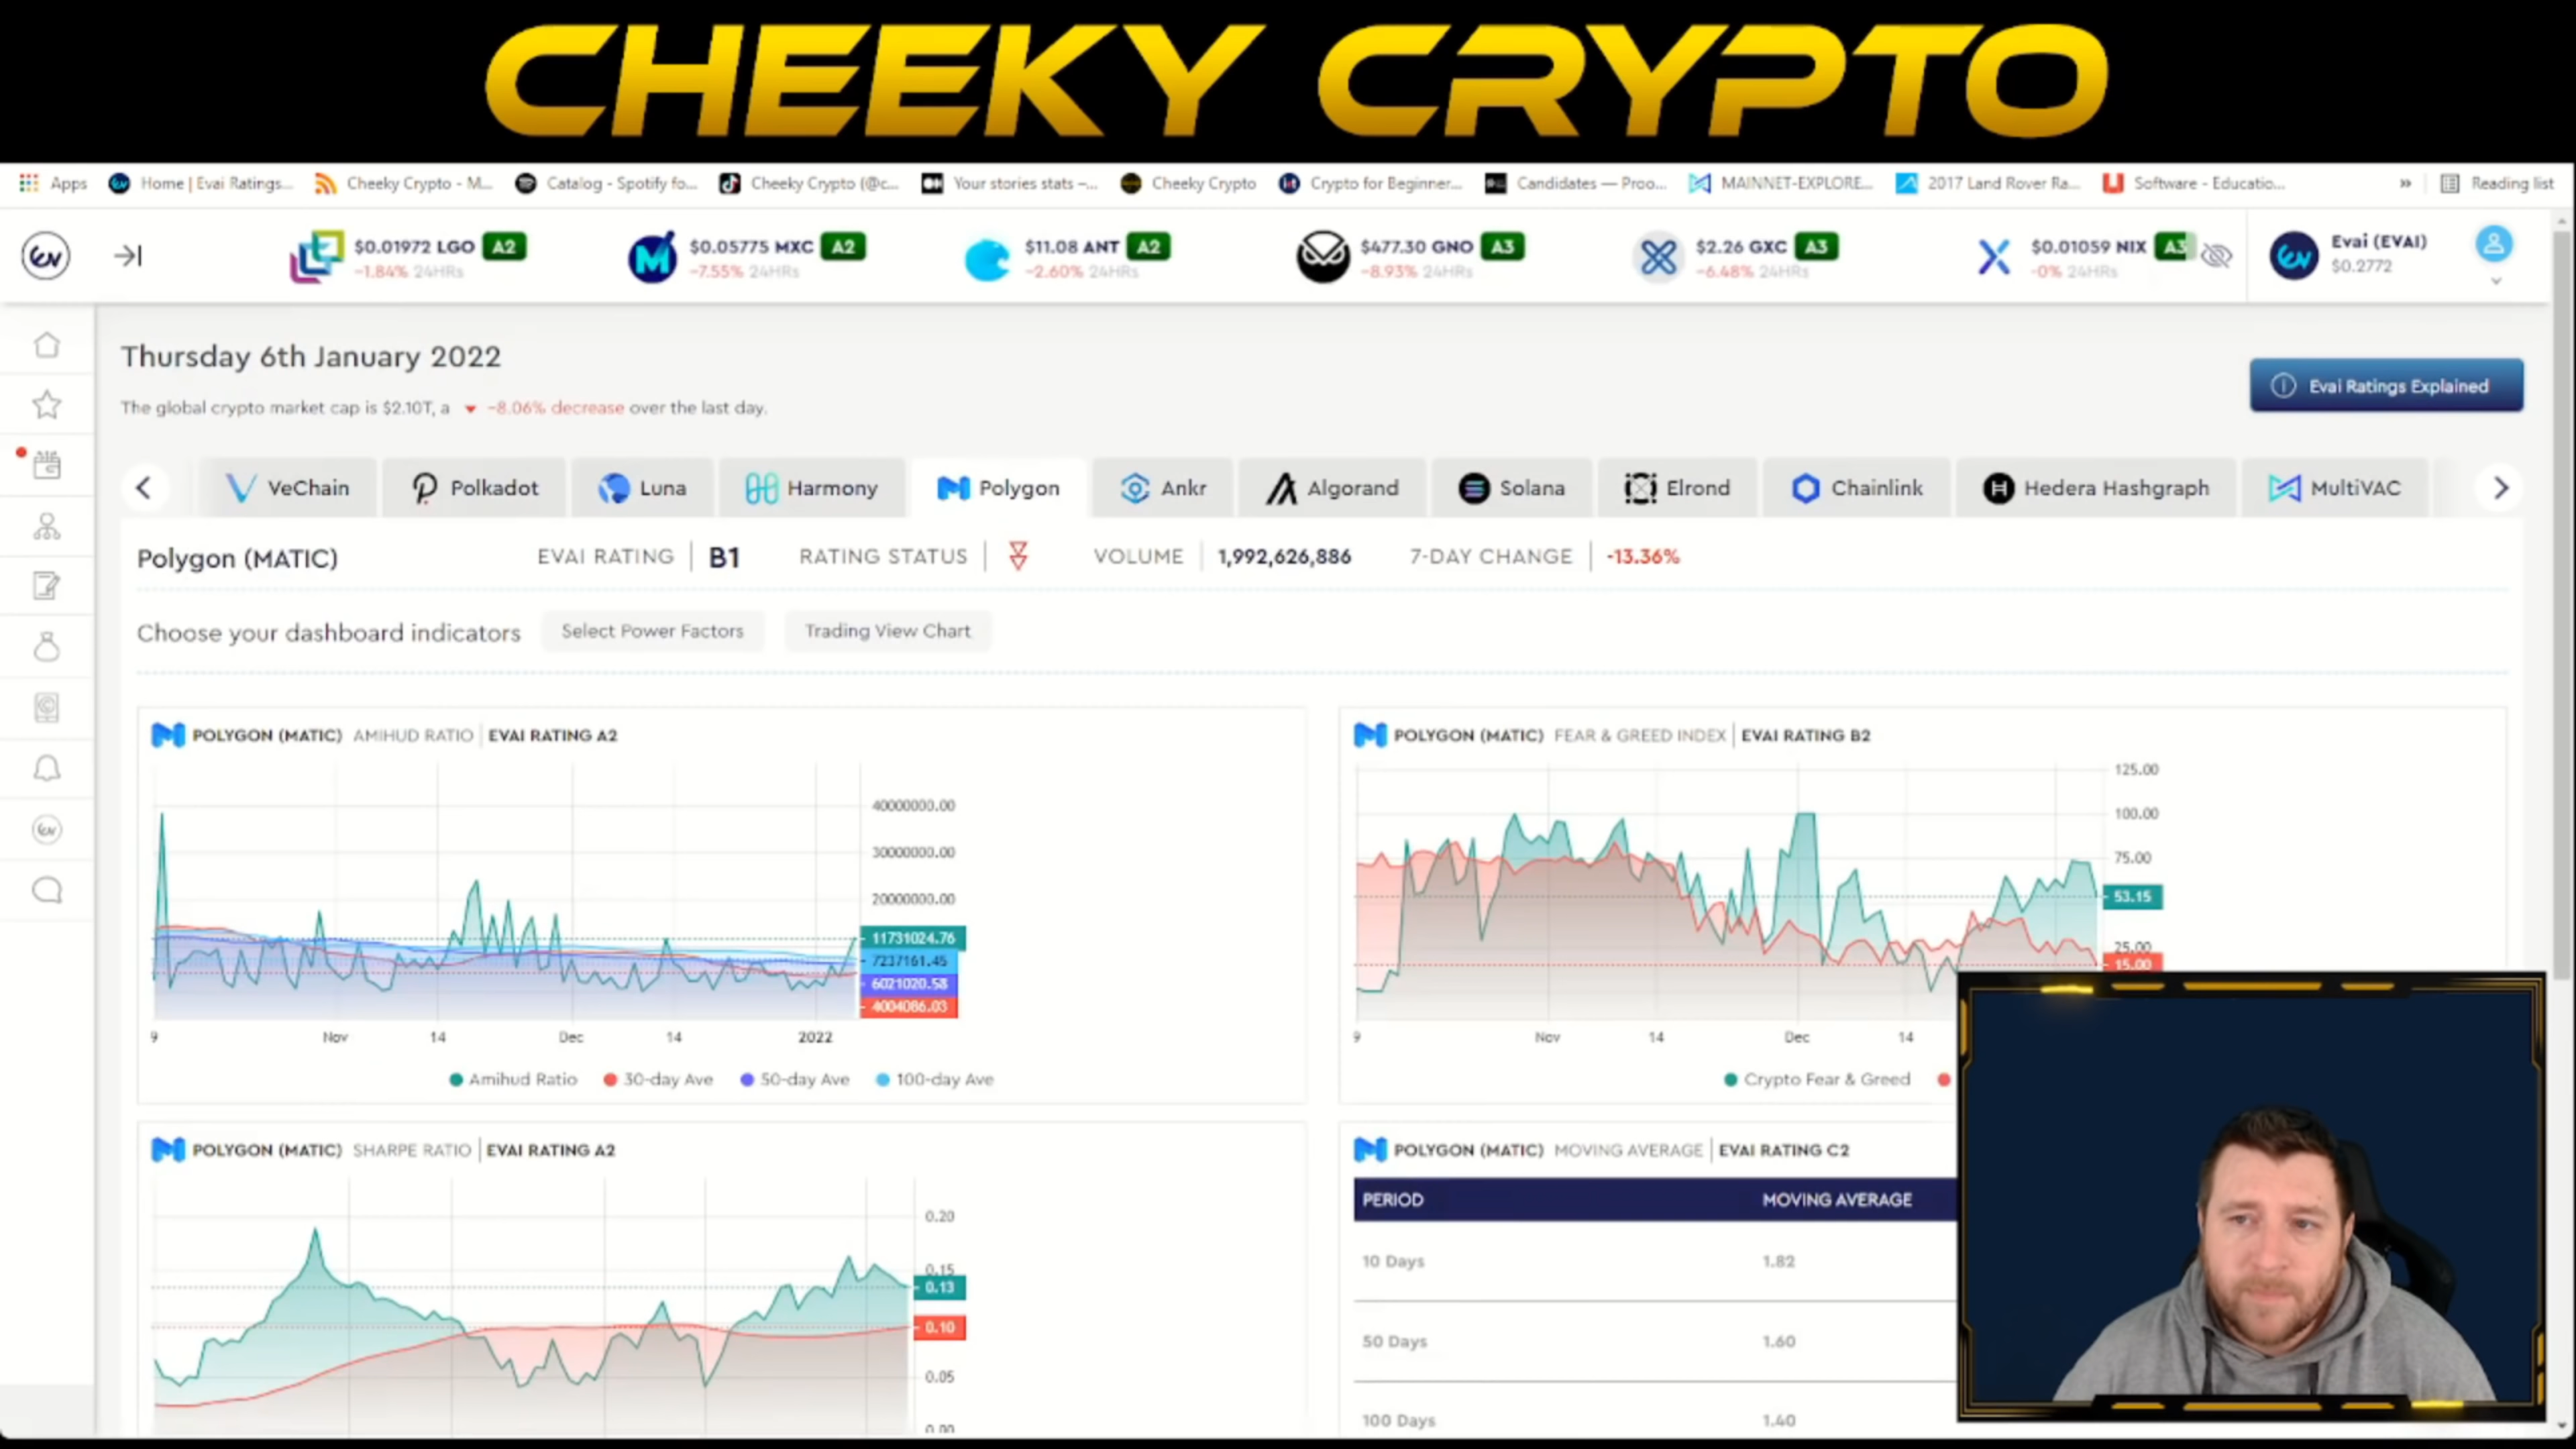 CHEEKY CRYPTO
Apps Home | Evai Ratings... Cheeky Crypto - M... Catalog - Spotify fo... Cheeky Crypto (@c... Your stories stats –... Cheeky Crypto Crypto for Beginner... Candidates — Proo... MAINNET-EXPLORE... 2017 Land Rover Ra... Software - Educatio... » Reading list
$0.01972 LGO A2 $0.05775 MXC A2 $11.08 ANT A2 $477.30 GNO A3 $2.26 GXC A3 $0.01059 NIX A3 Evai (EVAI)
-1.84% 24HRs -7.55% 24HRs -2.60% 24HRs -8.93% 24HRs -6.48% 24HRs -0% 24HRs $0.2772
Thursday 6th January 2022
Evai Ratings Explained
The global crypto market cap is $2.10T, a ▼ -8.06% decrease over the last day.
VeChain Polkadot Luna Harmony Polygon Ankr Algorand Solana Elrond Chainlink Hedera Hashgraph MultiVAC
Polygon (MATIC) EVAI RATING B1 RATING STATUS VOLUME 1,992,626,886 7-DAY CHANGE -13.36%
Choose your dashboard indicators Select Power Factors Trading View Chart
POLYGON (MATIC) AMIHUD RATIO EVAI RATING A2
40000000.00
30000000.00
20000000.00
11731024.76
7237161.45
6021020.58
4004086.03
9 Nov 14 Dec 14 2022
Amihud Ratio 30-day Ave 50-day Ave 100-day Ave
POLYGON (MATIC) FEAR & GREED INDEX EVAI RATING B2
125.00
100.00
75.00
53.15
25.00
15.00
9 Nov 14 Dec 14
Crypto Fear & Greed
POLYGON (MATIC) SHARPE RATIO EVAI RATING A2
0.20
0.15
0.13
0.10
0.05
0.00
POLYGON (MATIC) MOVING AVERAGE EVAI RATING C2
PERIOD MOVING AVERAGE
10 Days 1.82
50 Days 1.60
100 Days 1.40